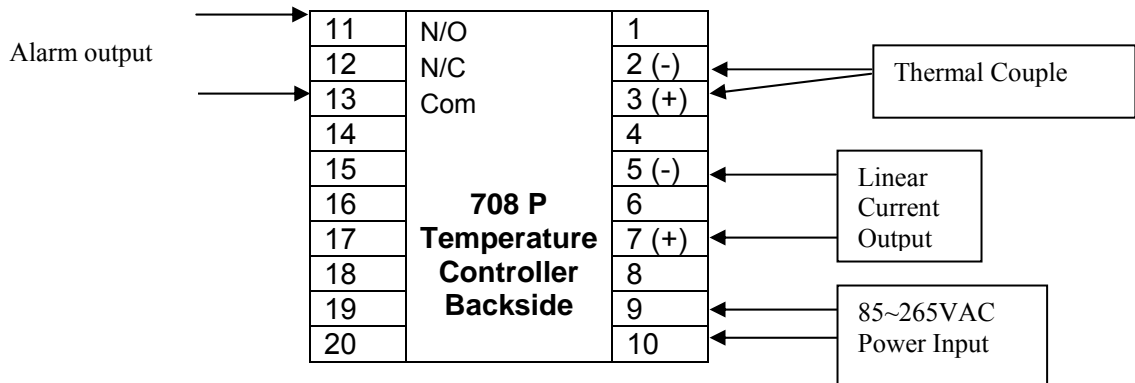 Alarm output
11 N/O 1
12 N/C 2 (-)
13 Com 3 (+)
14 4
15 5 (-)
16 6
17 7 (+)
18 8
19 9
20 10
708 P
Temperature
Controller
Backside
Thermal Couple
Linear
Current
Output
85~265VAC
Power Input